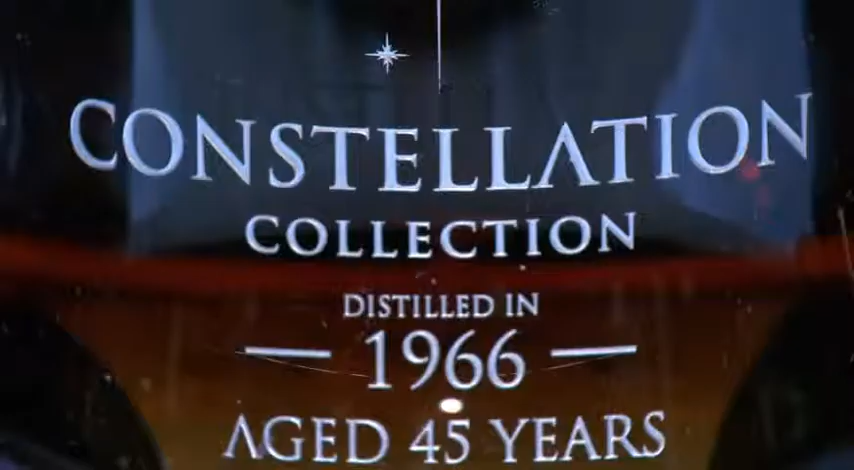 CONSTELLATION
COLLECTION
DISTILLED IN
1966
AGED 45 YEARS